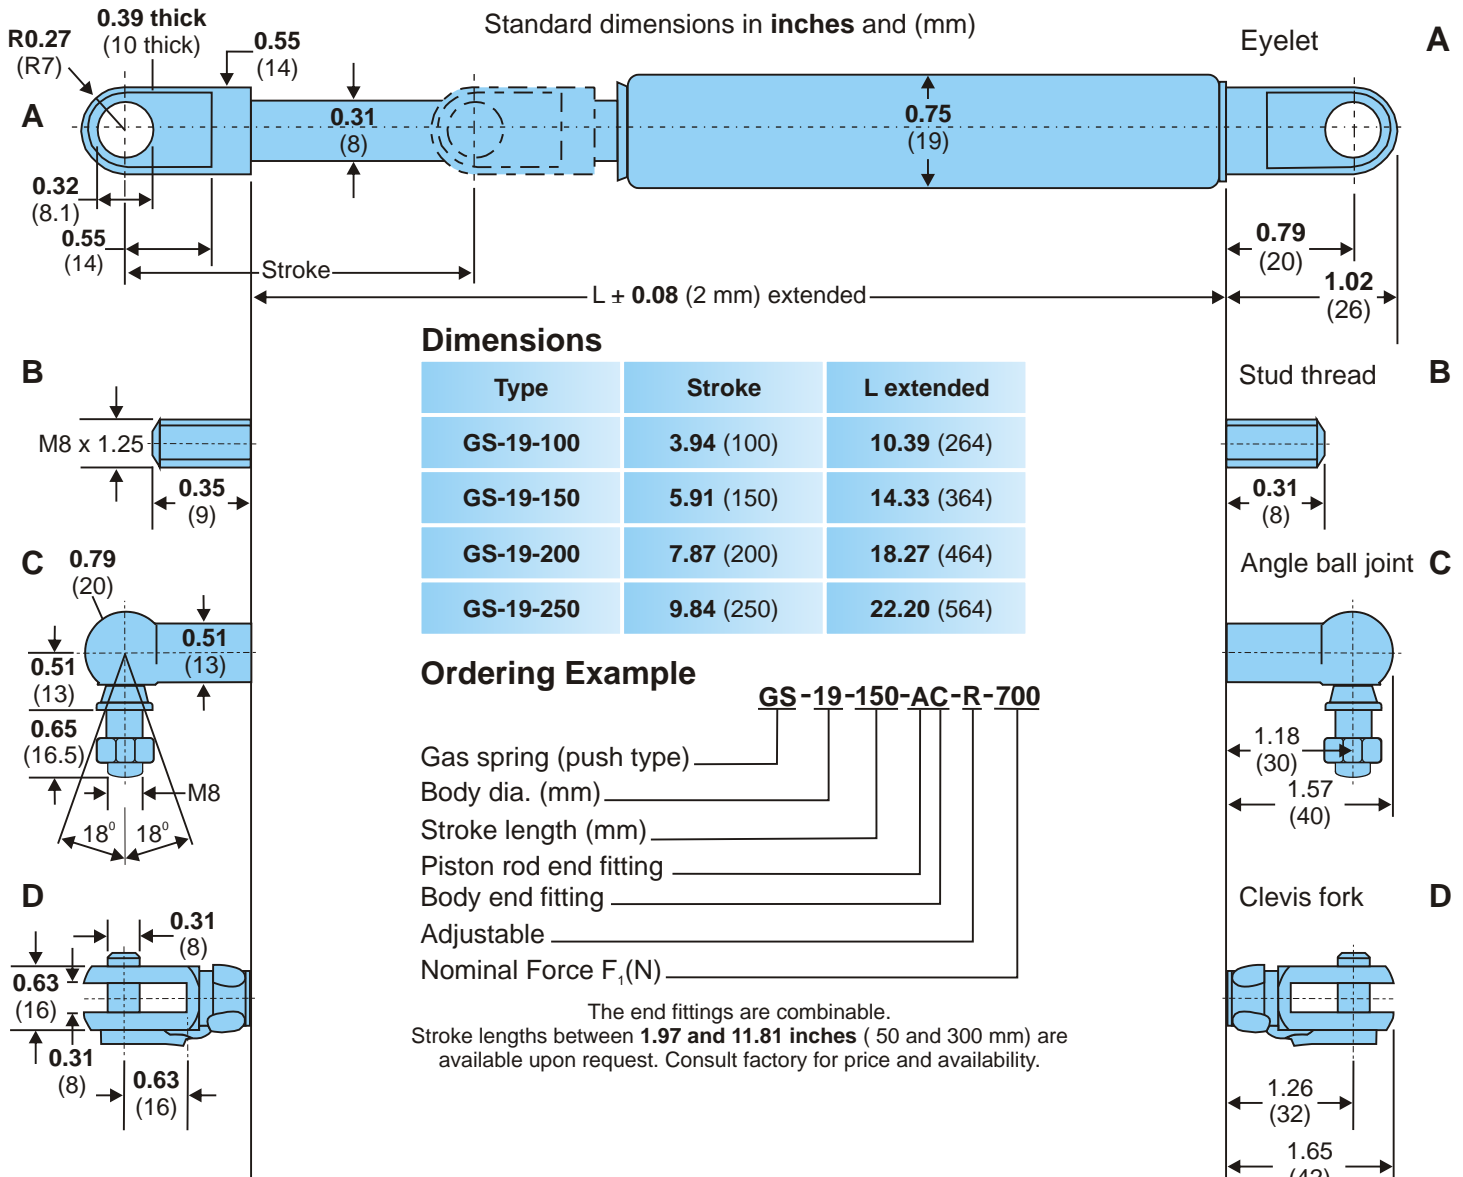 Standard dimensions in inches and (mm)
R0.27
(R7)
0.39 thick
(10 thick)
0.55
(14)
Eyelet
A
A
0.31
(8)
0.75
(19)
0.32
(8.1)
0.55
(14)
Stroke
L ± 0.08 (2 mm) extended
0.79
(20)
1.02
(26)
Dimensions
Type Stroke L extended
GS-19-100 3.94 (100) 10.39 (264)
GS-19-150 5.91 (150) 14.33 (364)
GS-19-200 7.87 (200) 18.27 (464)
GS-19-250 9.84 (250) 22.20 (564)
B
M8 x 1.25
0.35
(9)
Stud thread
B
0.31
(8)
C
0.79
(20)
0.51
(13)
0.51
(13)
0.65
(16.5)
M8
18⁰ 18⁰
Angle ball joint
C
1.18
(30)
1.57
(40)
Ordering Example
GS-19-150-AC-R-700
Gas spring (push type)
Body dia. (mm)
Stroke length (mm)
Piston rod end fitting
Body end fitting
Adjustable
Nominal Force F₁(N)
The end fittings are combinable.
Stroke lengths between 1.97 and 11.81 inches ( 50 and 300 mm) are
available upon request. Consult factory for price and availability.
D
0.31
(8)
0.63
(16)
0.31
(8)
0.63
(16)
Clevis fork
D
1.26
(32)
1.65